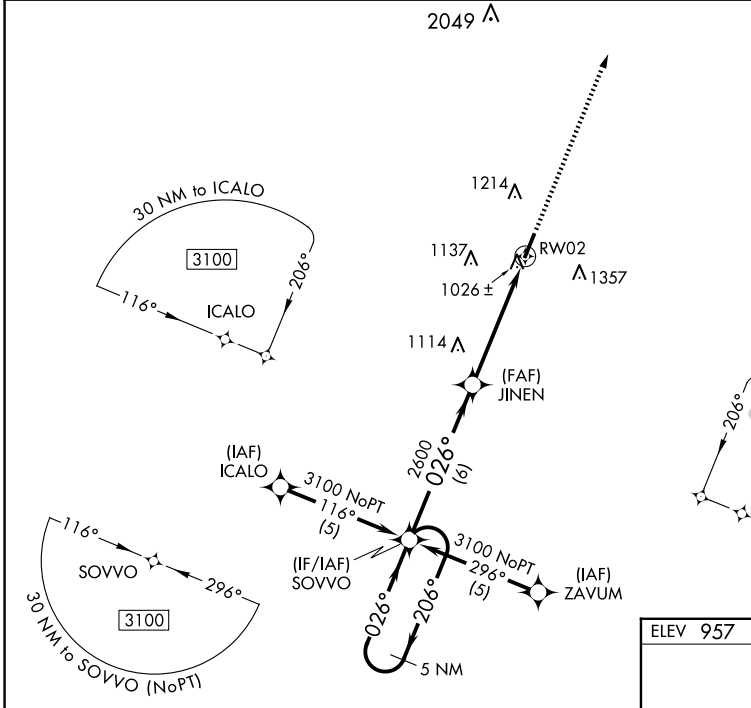 2049
30 NM to ICALO
3100
206°
116°
ICALO
1214
RW02
1137
1026 ±
1357
1114
(FAF)
JINEN
206°
(IAF)
ICALO
3100 NoPT
116°
(5)
2600
026°
(6)
116°
SOVVO
296°
3100
30 NM to SOVVO (NoPT)
(IF/IAF)
SOVVO
3100 NoPT
296°
(5)
(IAF)
ZAVUM
026°
206°
5 NM
ELEV 957